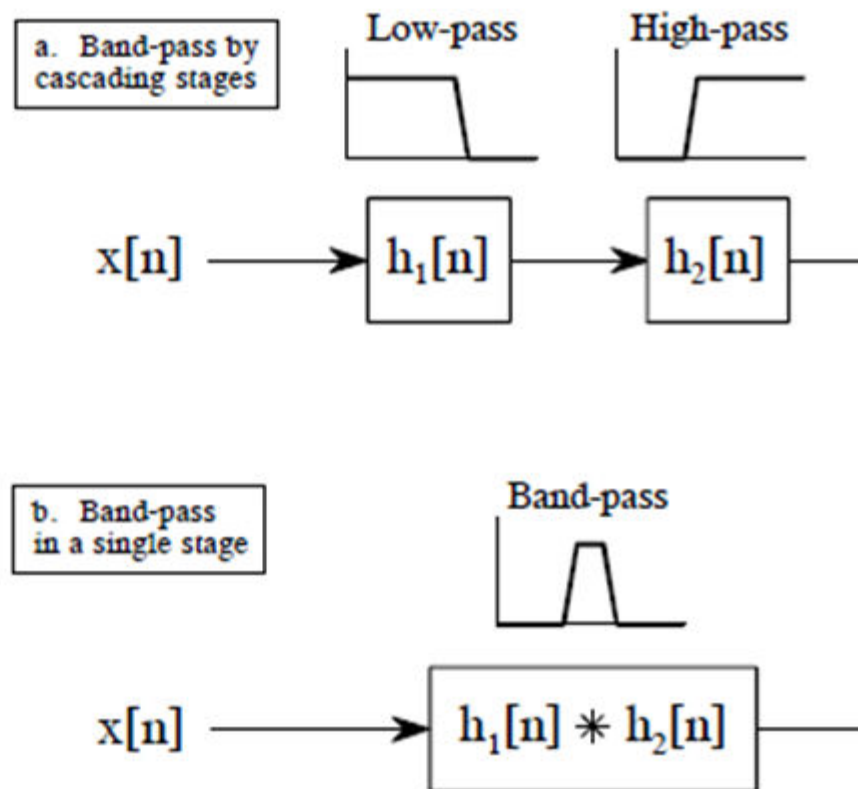 a. Band-pass by
cascading stages
Low-pass
High-pass
x[n]
h₁[n]
h₂[n]
b. Band-pass
in a single stage
Band-pass
x[n]
h₁[n] ∗ h₂[n]